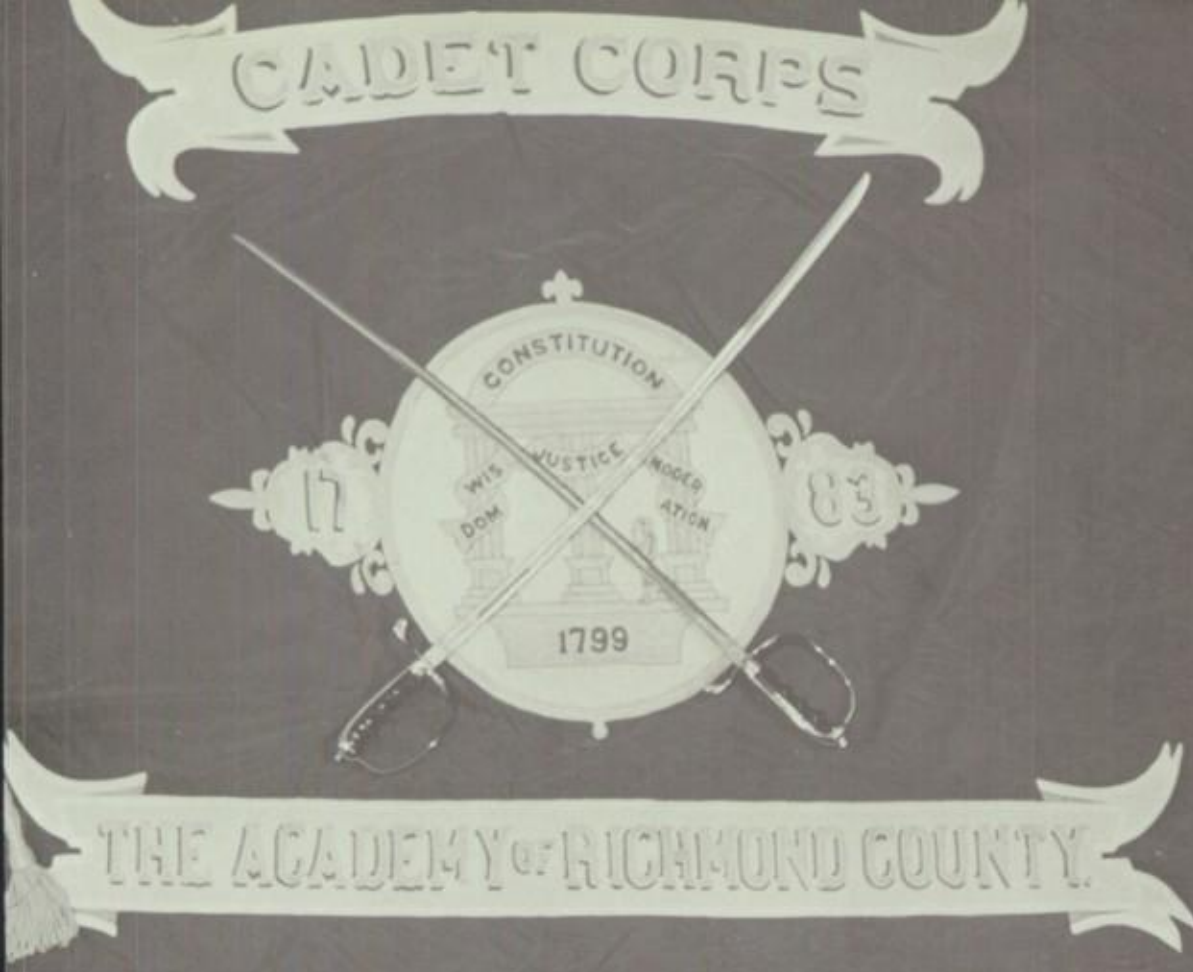 CADET CORPS
CONSTITUTION
WIS
DOM
JUSTICE
MODER
ATION
17
83
1799
THE ACADEMY OF RICHMOND COUNTY.